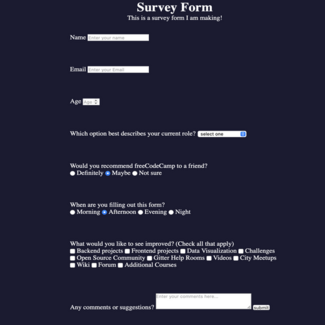 Survey Form
This is a survey form I am making!
Name Enter your name
Email Enter your Email
Age Age
Which option best describes your current role? select one
Would you recommend freeCodeCamp to a friend?
Definitely Maybe Not sure
When are you filling out this form?
Morning Afternoon Evening Night
What would you like to see improved? (Check all that apply)
Backend projects Frontend projects Data Visualization Challenges
Open Source Community Gitter Help Rooms Videos City Meetups
Wiki Forum Additional Courses
Any comments or suggestions? Enter your comments here... submit